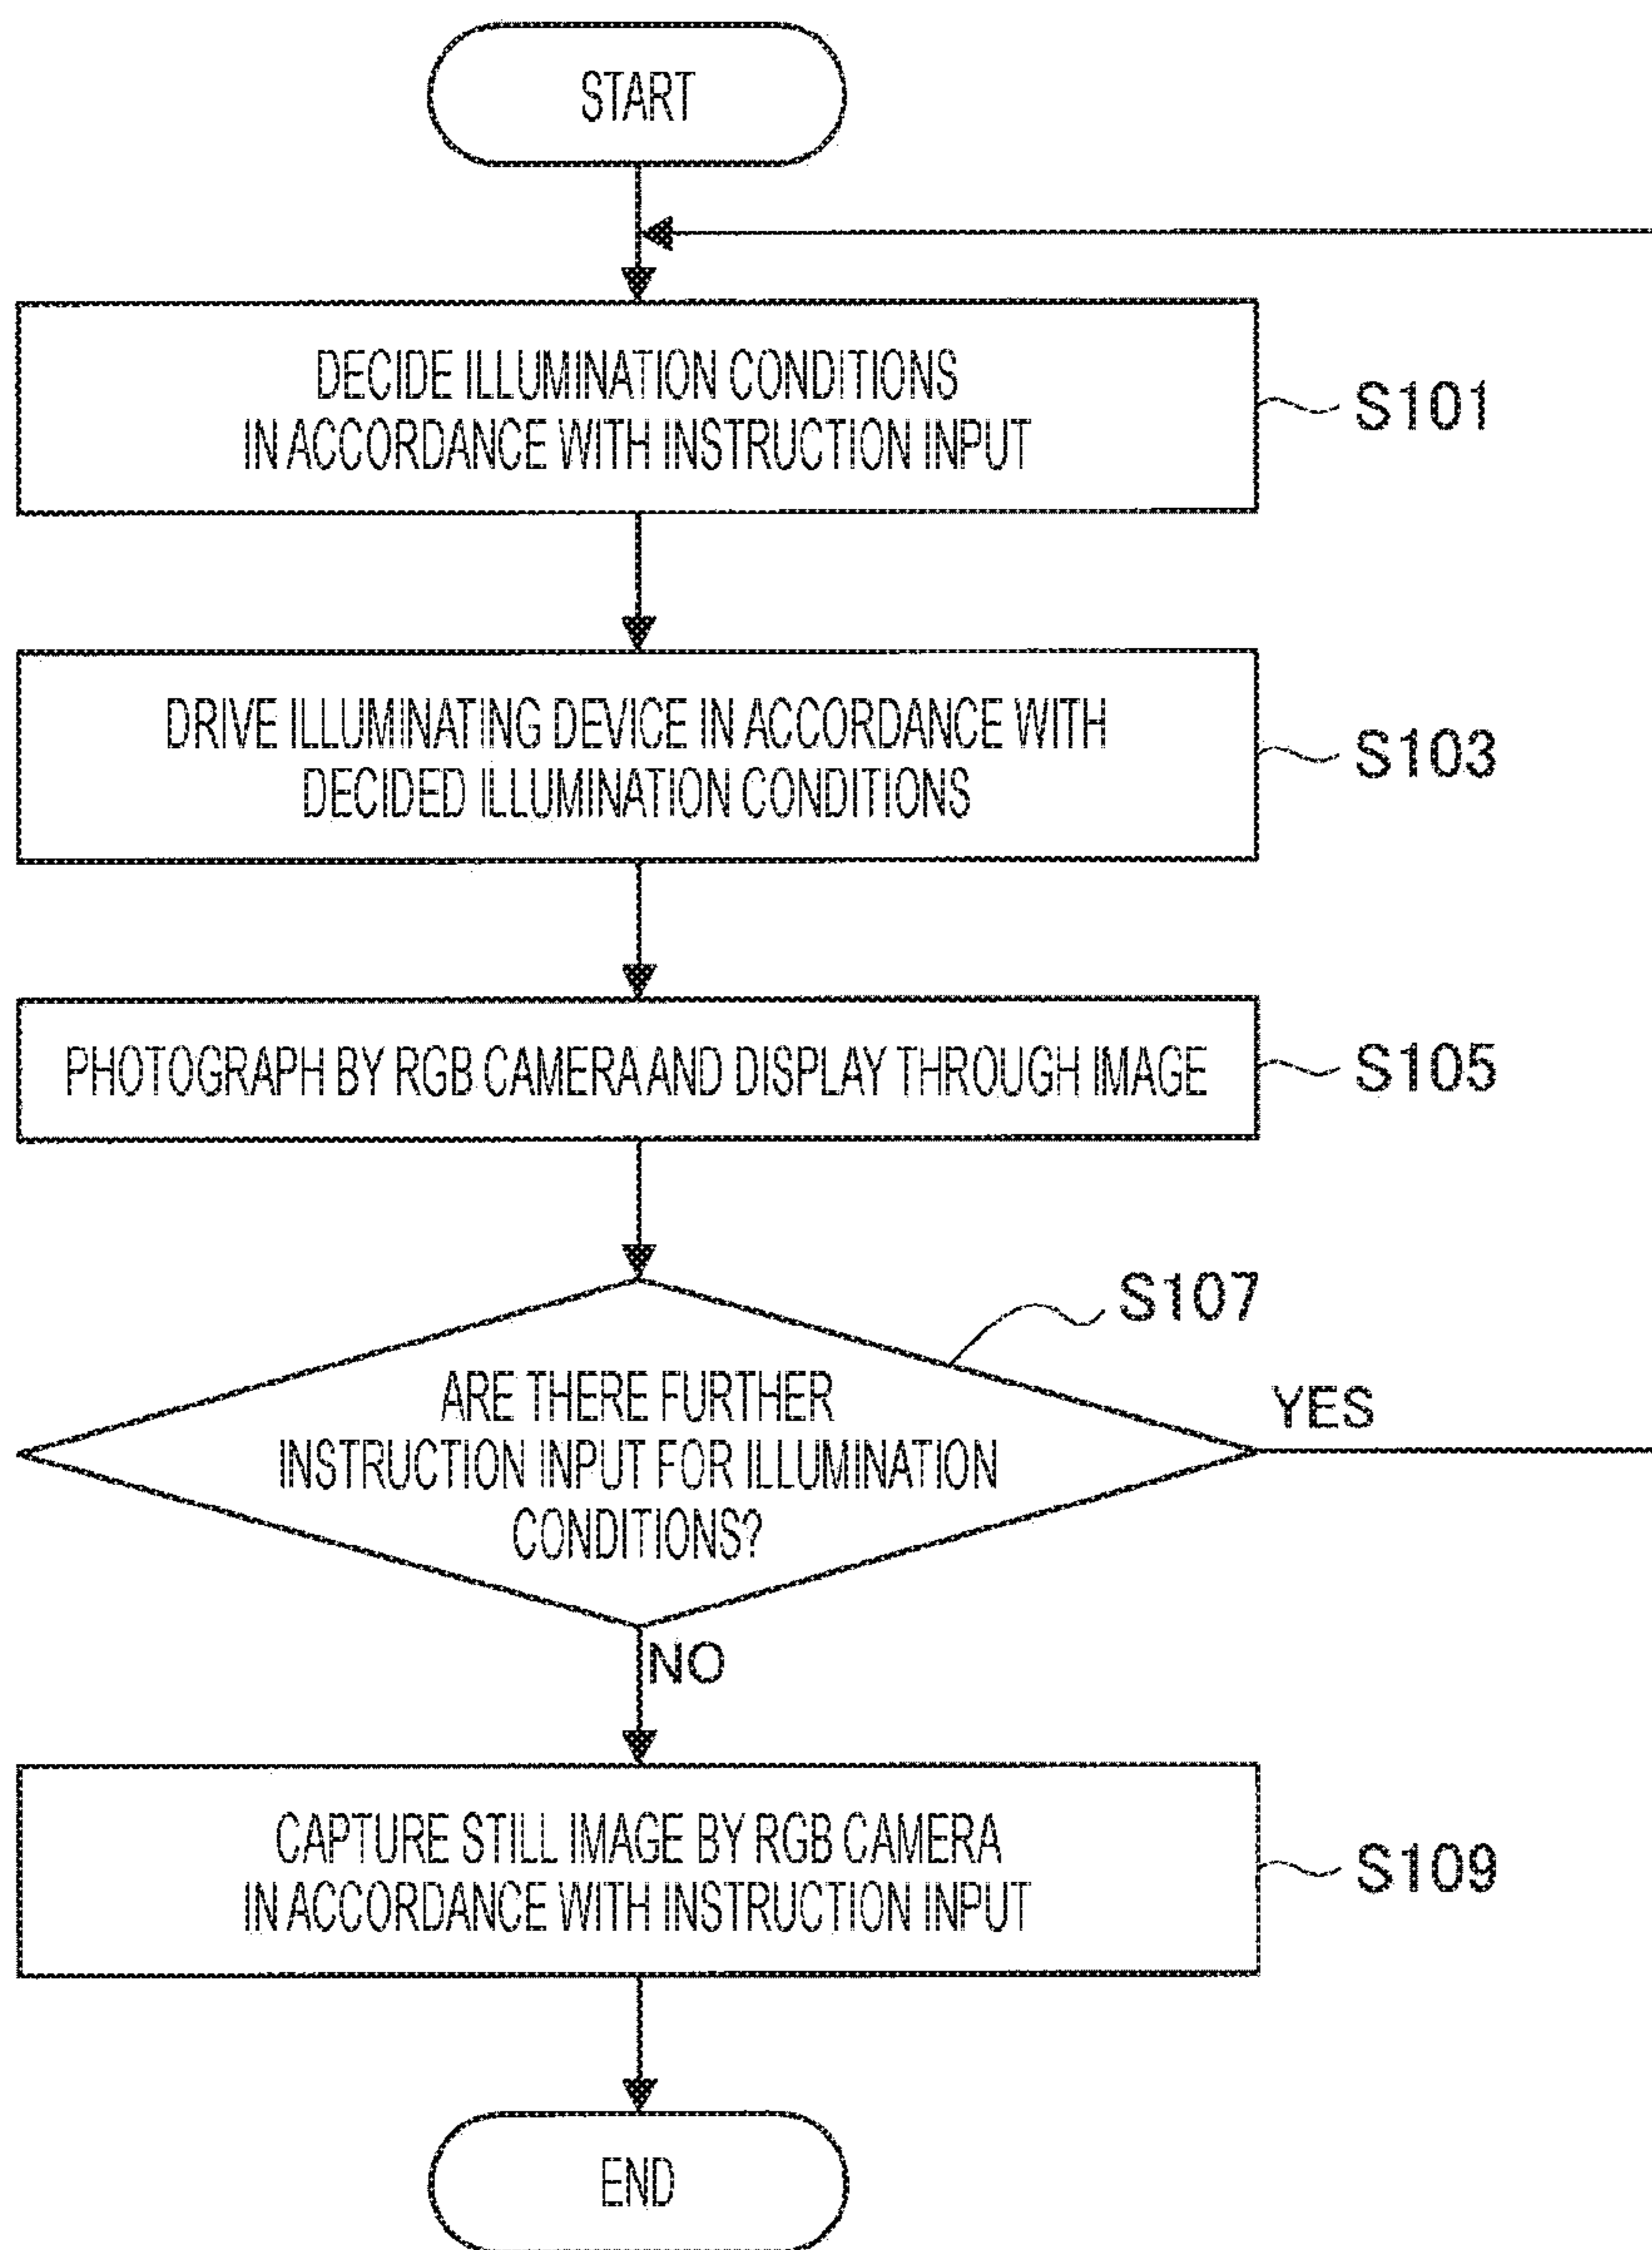 START
DECIDE ILLUMINATION CONDITIONS
IN ACCORDANCE WITH INSTRUCTION INPUT
S101
DRIVE ILLUMINATING DEVICE IN ACCORDANCE WITH
DECIDED ILLUMINATION CONDITIONS
S103
PHOTOGRAPH BY RGB CAMERA AND DISPLAY THROUGH IMAGE
S105
S107
ARE THERE FURTHER
INSTRUCTION INPUT FOR ILLUMINATION
CONDITIONS?
YES
NO
CAPTURE STILL IMAGE BY RGB CAMERA
IN ACCORDANCE WITH INSTRUCTION INPUT
S109
END